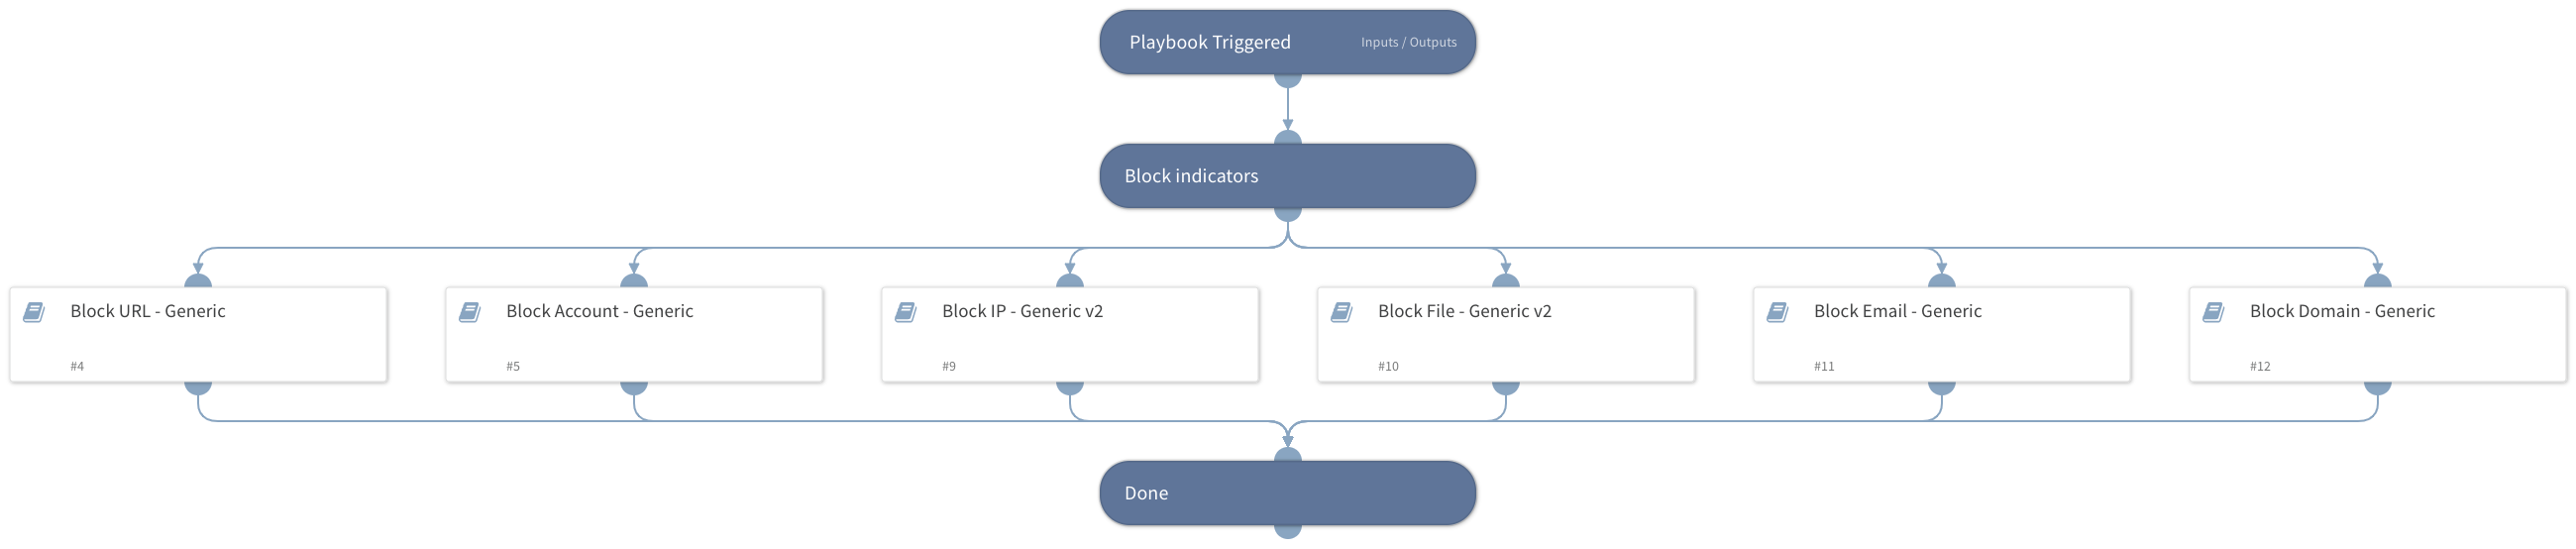 Playbook Triggered Inputs / Outputs
Block indicators
Block URL - Generic
#4
Block Account - Generic
#5
Block IP - Generic v2
#9
Block File - Generic v2
#10
Block Email - Generic
#11
Block Domain - Generic
#12
Done